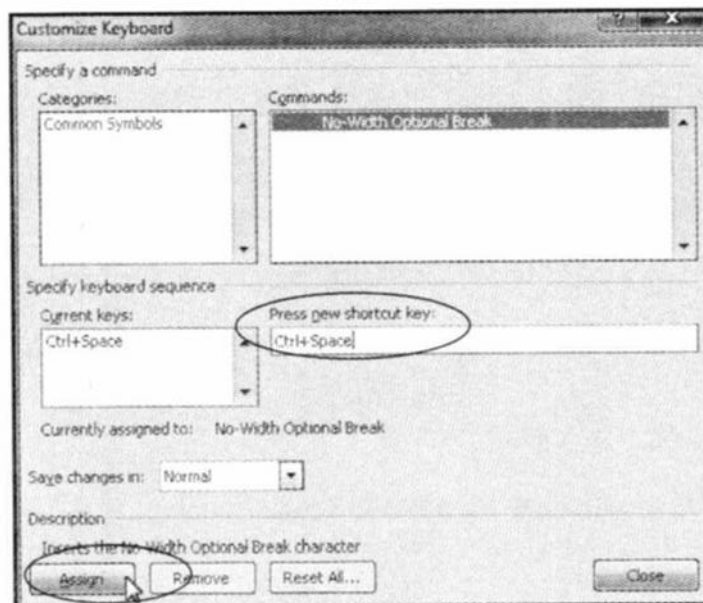 Customize Keyboard
Specify a command
Categories: Commands:
Common Symbols No-Width Optional Break
Specify keyboard sequence
Current keys: Press new shortcut key:
Ctrl+Space Ctrl+Space
Currently assigned to: No-Width Optional Break
Save changes in: Normal
Description
Inserts the No-Width Optional Break character
Assign Remove Reset All... Close